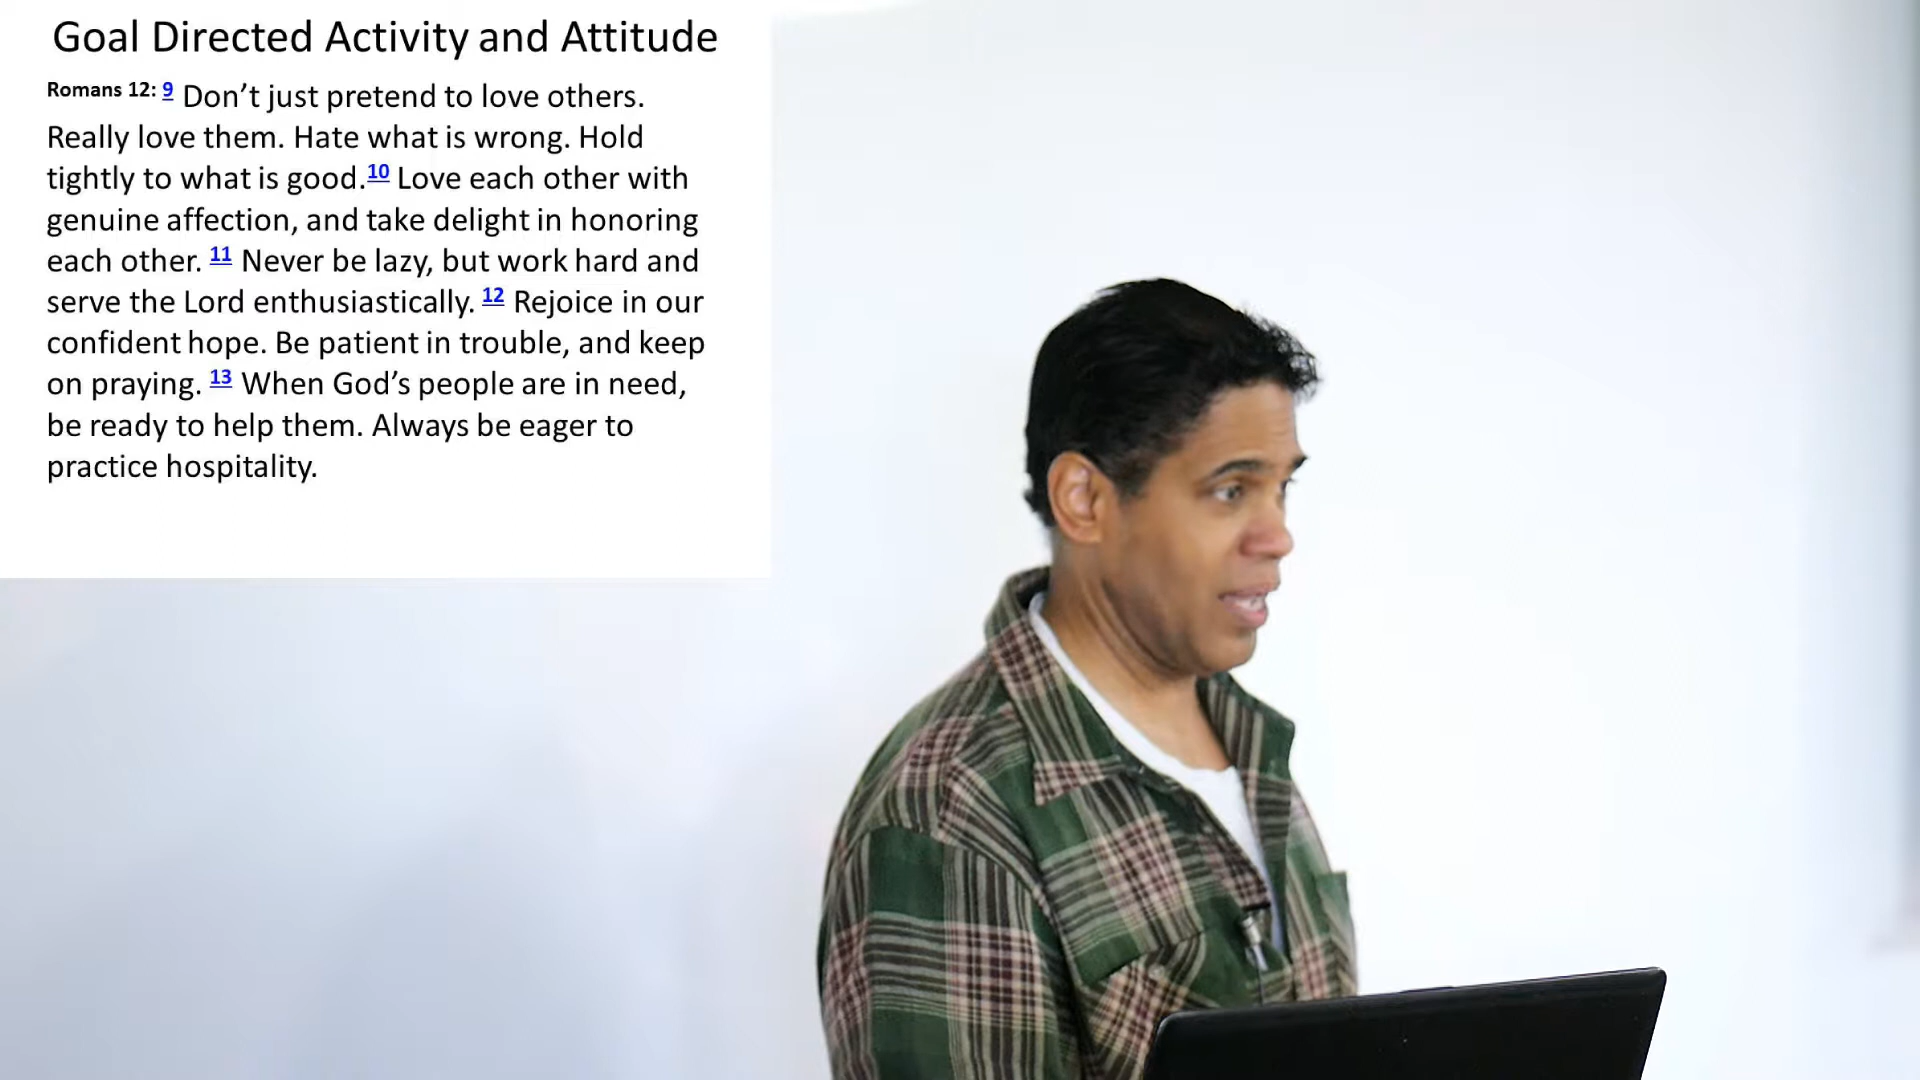 Goal Directed Activity and Attitude
Romans 12: 9 Don’t just pretend to love others.
Really love them. Hate what is wrong. Hold
tightly to what is good.10 Love each other with
genuine affection, and take delight in honoring
each other. 11 Never be lazy, but work hard and
serve the Lord enthusiastically. 12 Rejoice in our
confident hope. Be patient in trouble, and keep
on praying. 13 When God’s people are in need,
be ready to help them. Always be eager to
practice hospitality.